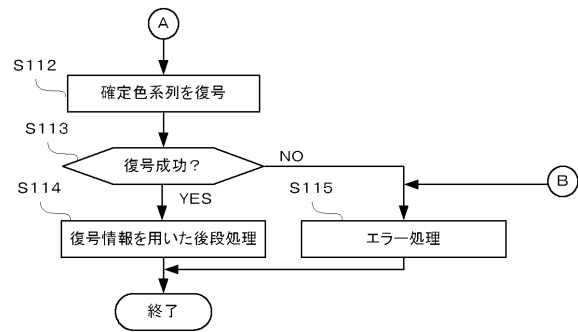 A
S112
確定色系列を復号
S113
復号成功？
NO
YES
B
S114
S115
復号情報を用いた後段処理
エラー処理
終了